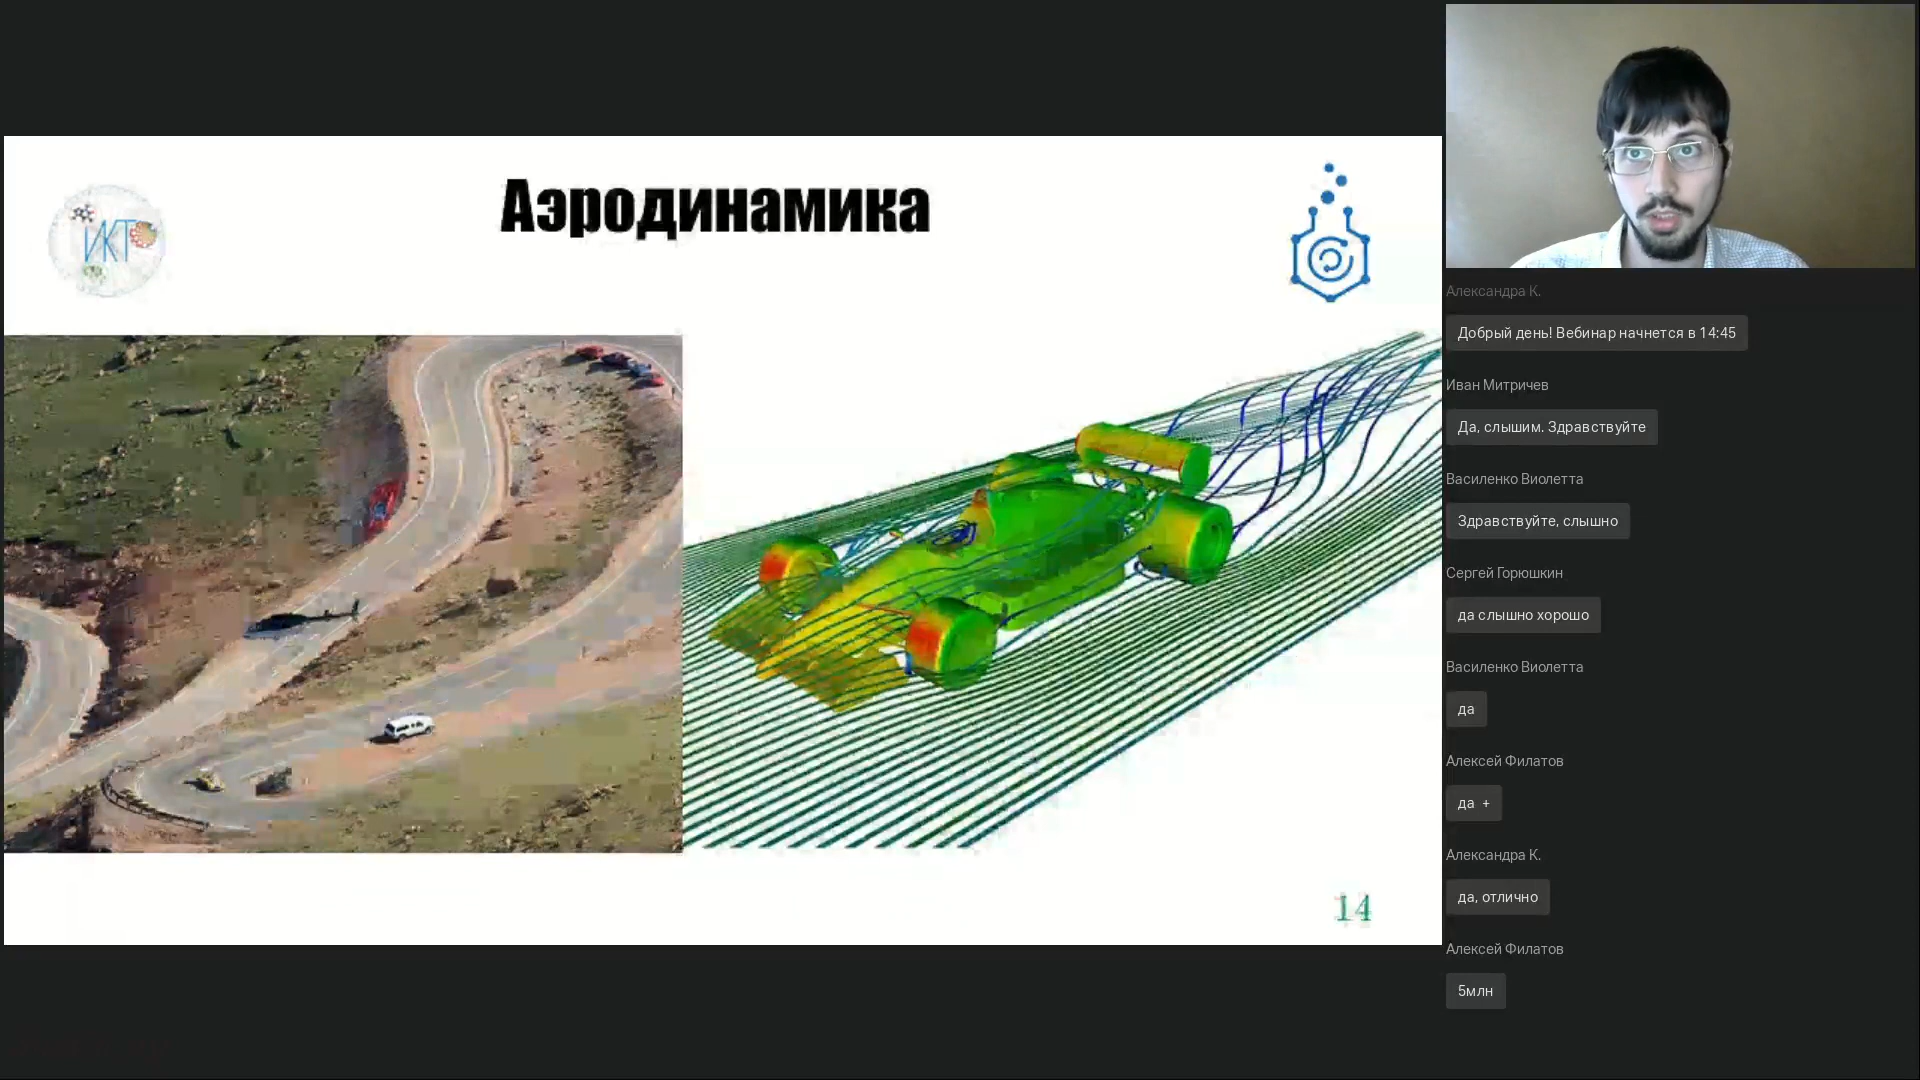 Аэродинамика
ИКТ
14
Александра К.
Добрый день! Вебинар начнется в 14:45
Иван Митричев
Да, слышим. Здравствуйте
Василенко Виолетта
Здравствуйте, слышно
Сергей Горюшкин
да слышно хорошо
Василенко Виолетта
да
Алексей Филатов
да +
Александра К.
да, отлично
Алексей Филатов
5млн